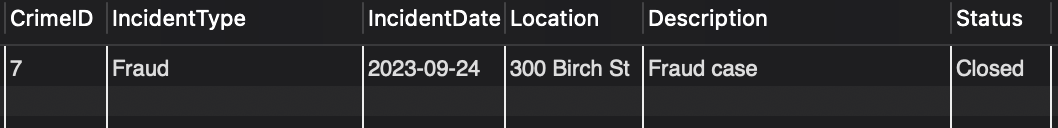 CrimeID IncidentType IncidentDate Location Description Status
7 Fraud 2023-09-24 300 Birch St Fraud case Closed